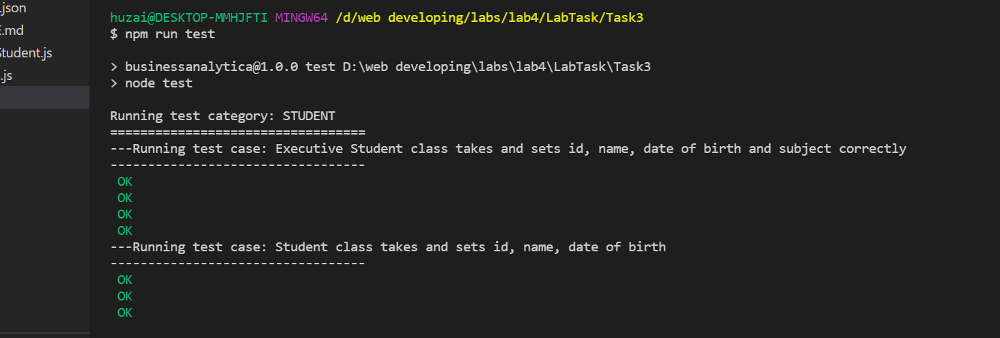 .json
.md
Student.js
.js
huzai@DESKTOP-MMHJFTI MINGW64 /d/web developing/labs/lab4/LabTask/Task3
$ npm run test
> businessanalytica@1.0.0 test D:\web developing\labs\lab4\LabTask\Task3
> node test
Running test category: STUDENT
==================================
---Running test case: Executive Student class takes and sets id, name, date of birth and subject correctly
----------------------------------
OK
OK
OK
OK
---Running test case: Student class takes and sets id, name, date of birth
----------------------------------
OK
OK
OK